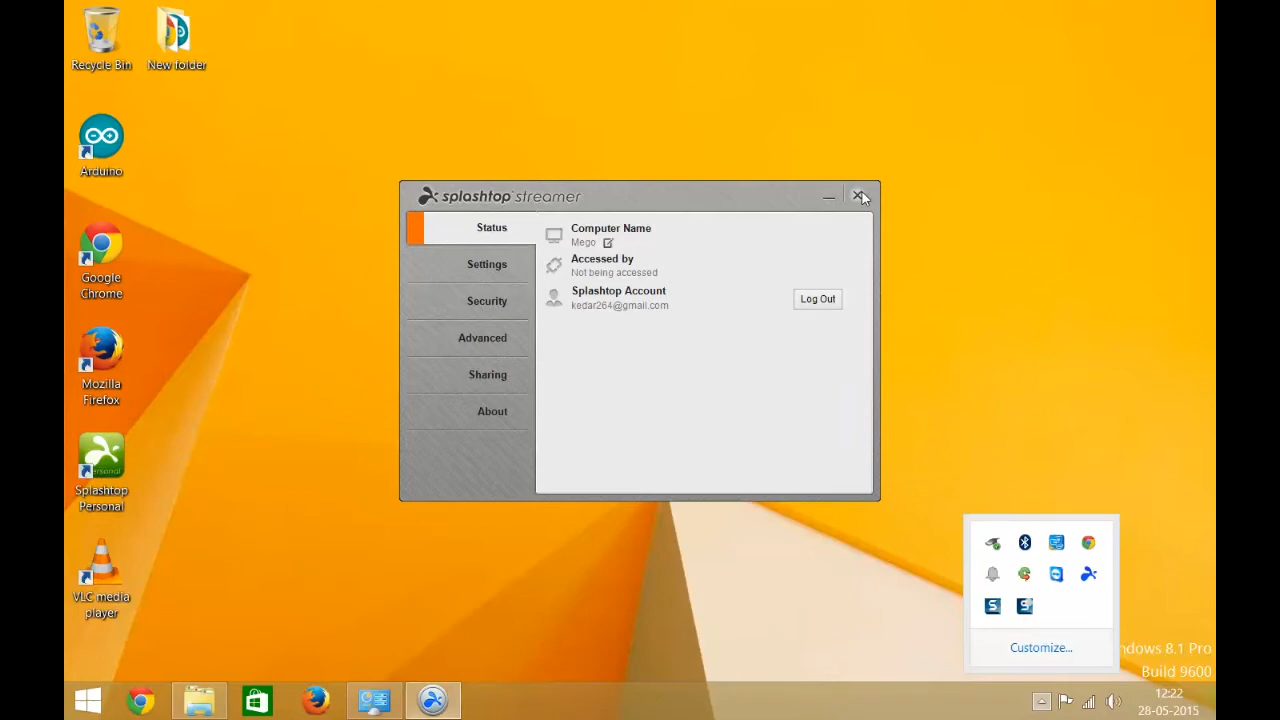 Recycle Bin
New folder
Arduino
Google
Chrome
Mozilla
Firefox
Splashtop
Personal
VLC media
player
splashtop streamer
Status
Settings
Security
Advanced
Sharing
About
Computer Name
Mego
Accessed by
Not being accessed
Splashtop Account
kedar264@gmail.com
Log Out
Customize...
ndows 8.1 Pro
Build 9600
12:22
28-05-2015